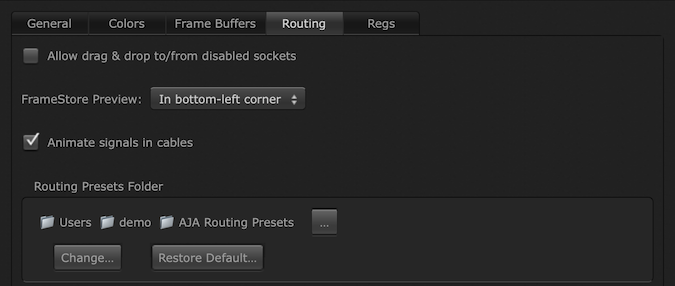 General Colors Frame Buffers Routing Regs
Allow drag & drop to/from disabled sockets
FrameStore Preview: In bottom-left corner
Animate signals in cables
Routing Presets Folder
Users demo AJA Routing Presets ...
Change... Restore Default...